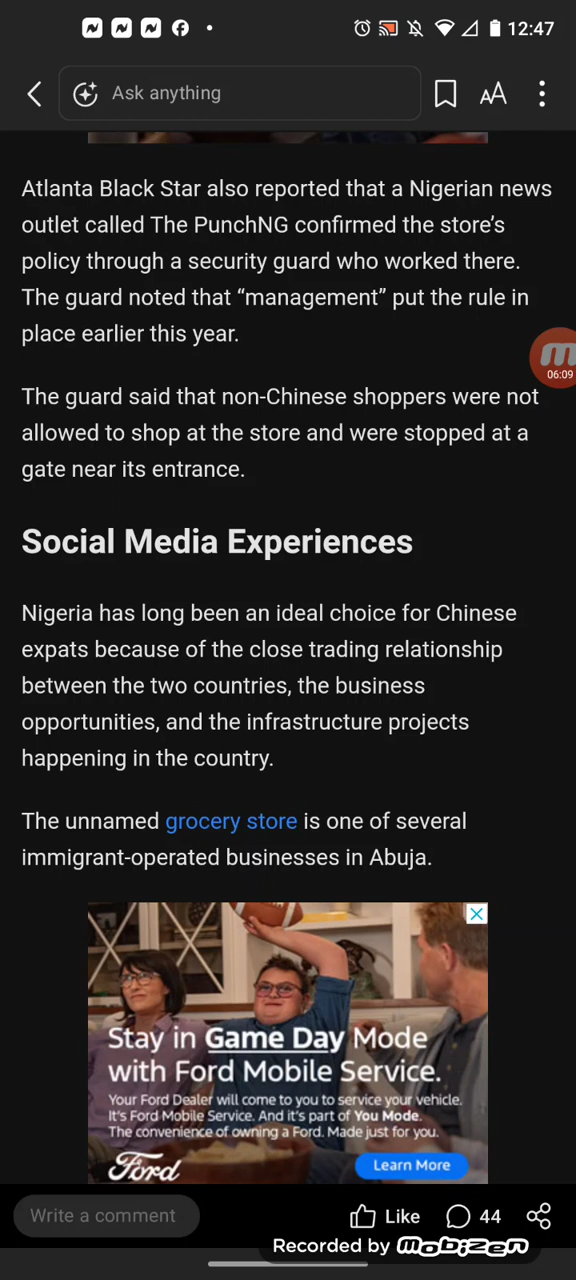 12:47
Ask anything
AA
Atlanta Black Star also reported that a Nigerian news
outlet called The PunchNG confirmed the store’s
policy through a security guard who worked there.
The guard noted that “management” put the rule in
place earlier this year.
m
06:09
The guard said that non-Chinese shoppers were not
allowed to shop at the store and were stopped at a
gate near its entrance.
Social Media Experiences
Nigeria has long been an ideal choice for Chinese
expats because of the close trading relationship
between the two countries, the business
opportunities, and the infrastructure projects
happening in the country.
The unnamed grocery store is one of several
immigrant-operated businesses in Abuja.
Stay in Game Day Mode
with Ford Mobile Service.
Your Ford Dealer will come to you to service your vehicle.
It’s Ford Mobile Service. And it’s part of You Mode.
The convenience of owning a Ford. Made just for you.
Ford
Learn More
Write a comment
Like
44
Recorded by mobizen